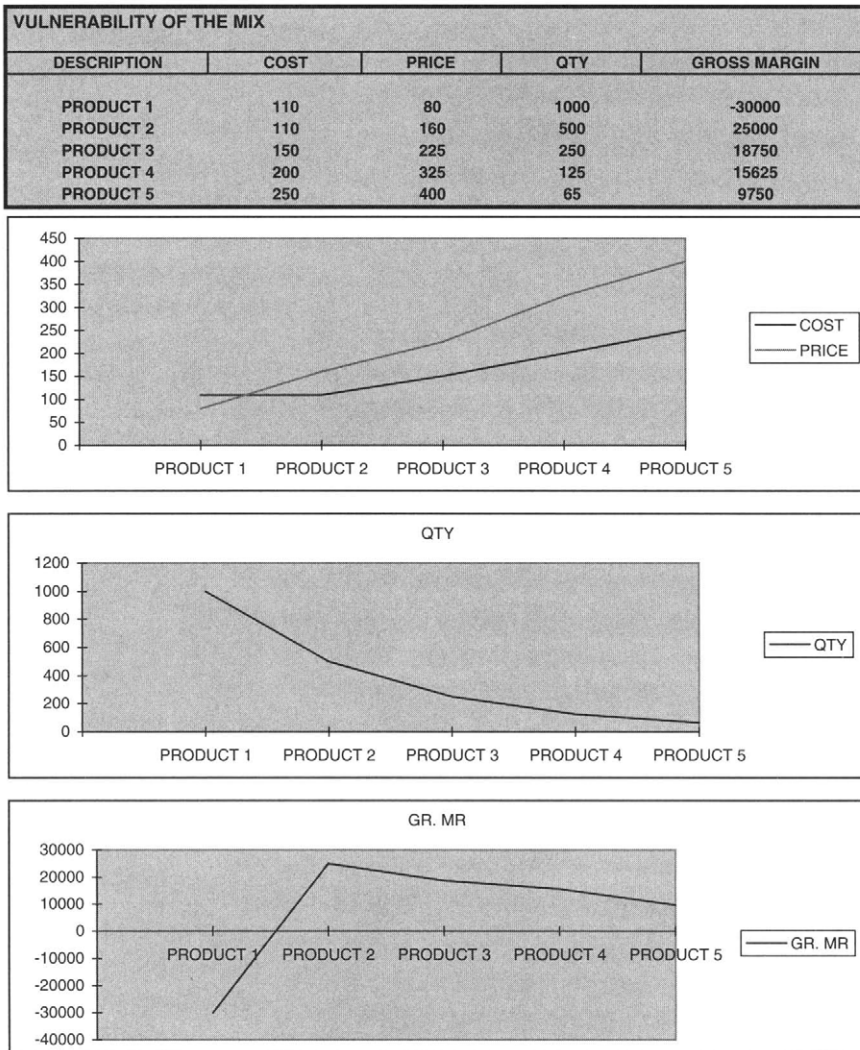 VULNERABILITY OF THE MIX
DESCRIPTION COST PRICE QTY GROSS MARGIN
PRODUCT 1 110 80 1000 -30000
PRODUCT 2 110 160 500 25000
PRODUCT 3 150 225 250 18750
PRODUCT 4 200 325 125 15625
PRODUCT 5 250 400 65 9750
450
400
350
300
250
200
150
100
50
0
PRODUCT 1 PRODUCT 2 PRODUCT 3 PRODUCT 4 PRODUCT 5
COST
PRICE
QTY
1200
1000
800
600
400
200
0
PRODUCT 1 PRODUCT 2 PRODUCT 3 PRODUCT 4 PRODUCT 5
QTY
GR. MR
30000
20000
10000
0
-10000
-20000
-30000
-40000
PRODUCT 1 PRODUCT 2 PRODUCT 3 PRODUCT 4 PRODUCT 5
GR. MR